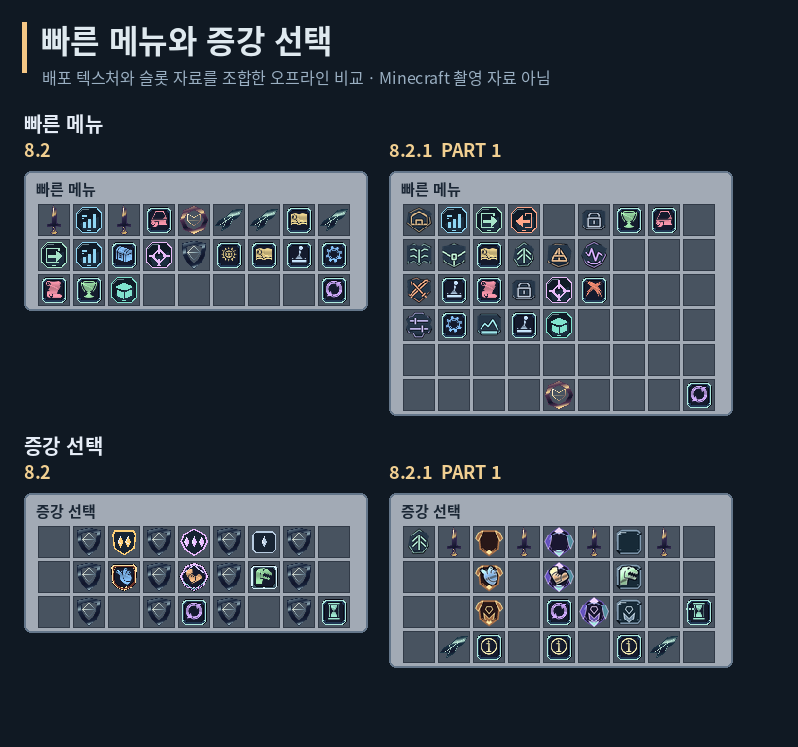 빠른 메뉴와 증강 선택
배포 텍스처와 슬롯 자료를 조합한 오프라인 비교 · Minecraft 촬영 자료 아님
빠른 메뉴
8.2
8.2.1 PART 1
빠른 메뉴
빠른 메뉴
증강 선택
8.2
8.2.1 PART 1
증강 선택
증강 선택